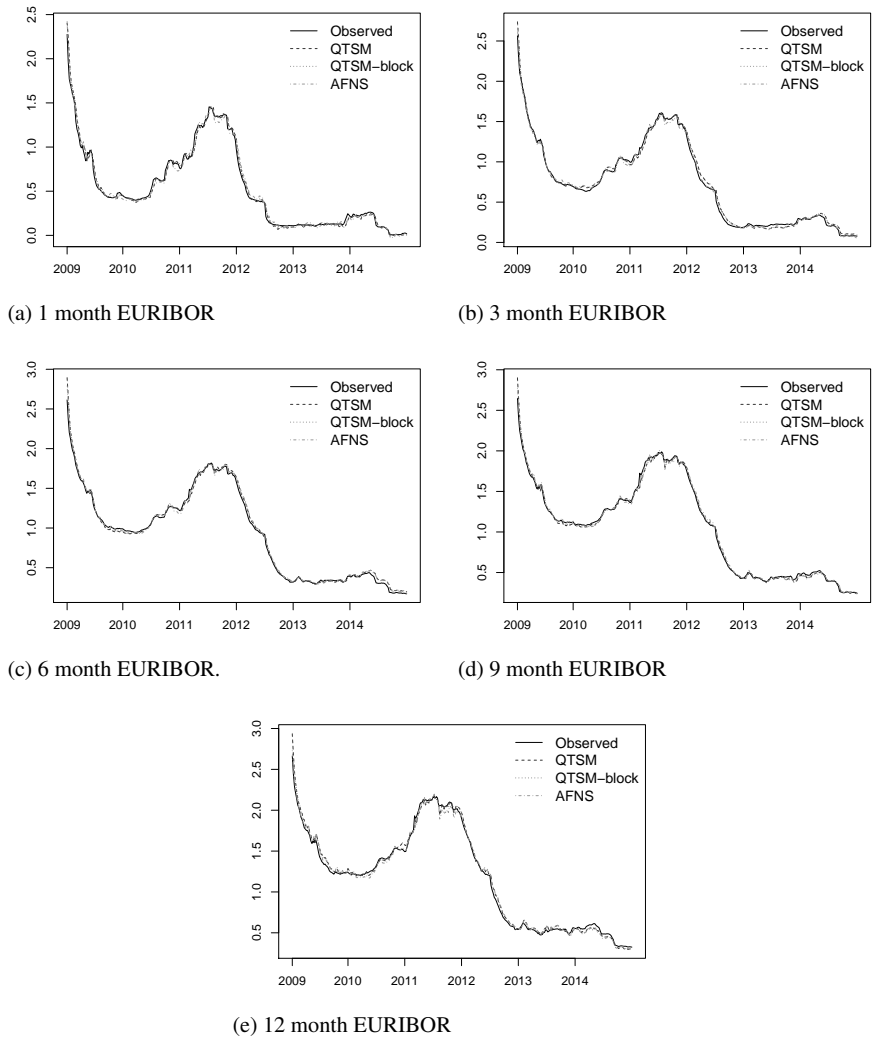 2.5
2.0
1.5
1.0
0.5
0.0
Observed
QTSM
QTSM−block
AFNS
2009 2010 2011 2012 2013 2014
(a) 1 month EURIBOR
2.5
2.0
1.5
1.0
0.5
0.0
Observed
QTSM
QTSM−block
AFNS
2009 2010 2011 2012 2013 2014
(b) 3 month EURIBOR
3.0
2.5
2.0
1.5
1.0
0.5
Observed
QTSM
QTSM−block
AFNS
2009 2010 2011 2012 2013 2014
(c) 6 month EURIBOR.
3.0
2.5
2.0
1.5
1.0
0.5
Observed
QTSM
QTSM−block
AFNS
2009 2010 2011 2012 2013 2014
(d) 9 month EURIBOR
3.0
2.5
2.0
1.5
1.0
0.5
Observed
QTSM
QTSM−block
AFNS
2009 2010 2011 2012 2013 2014
(e) 12 month EURIBOR